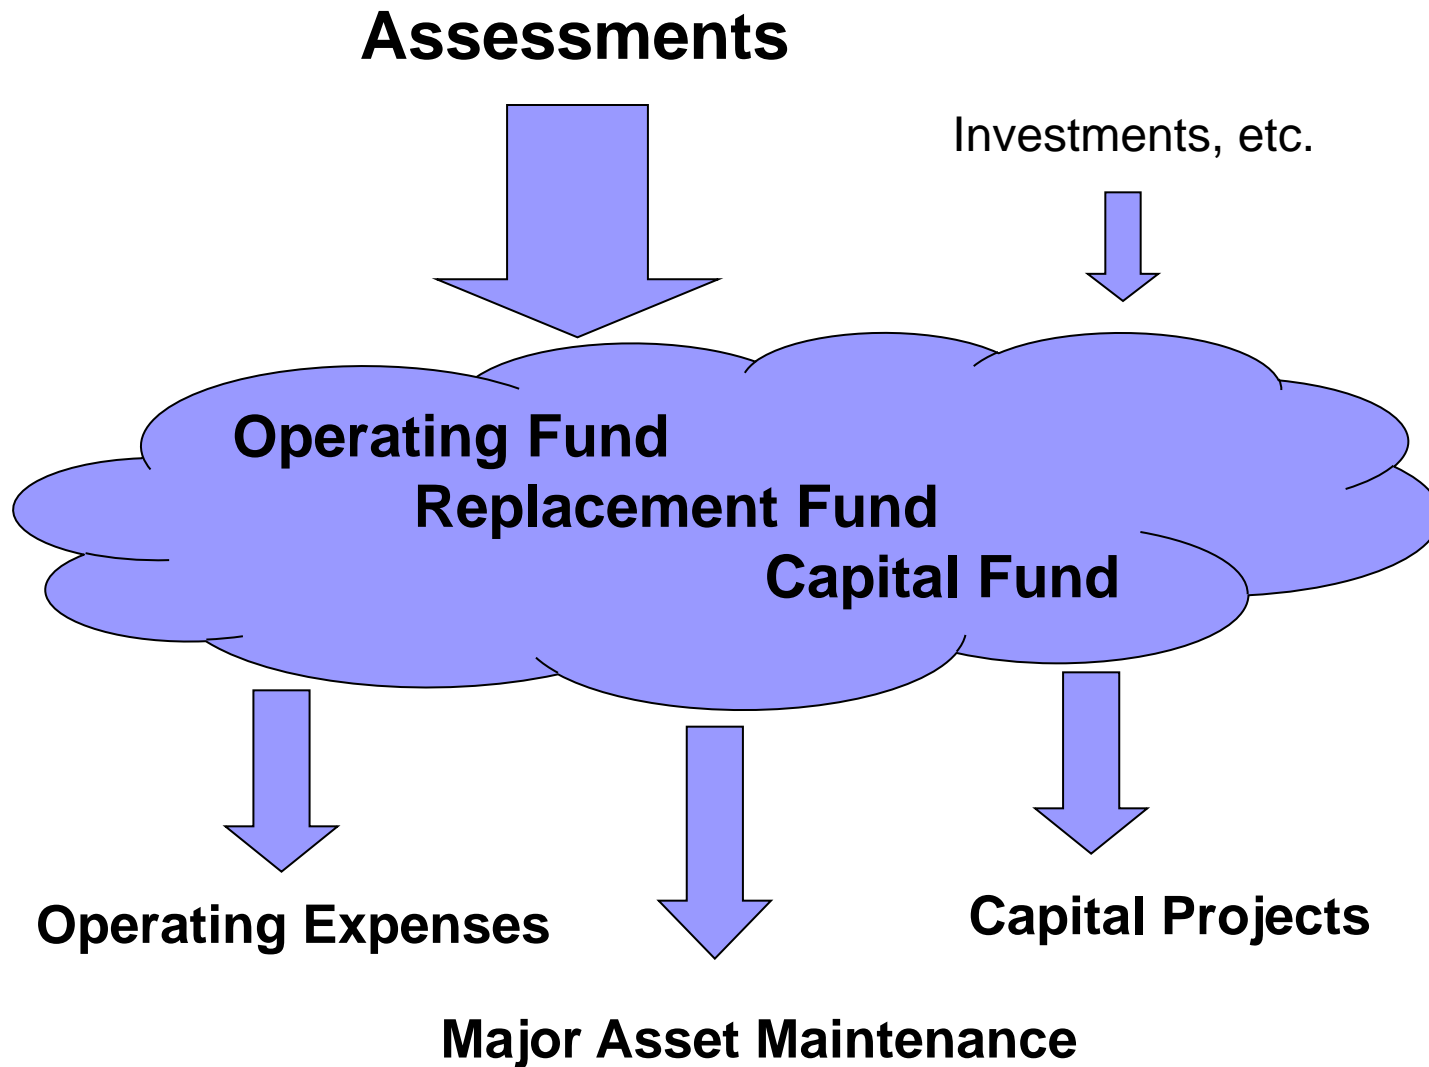 Assessments
Investments, etc.
Operating Fund
Replacement Fund
Capital Fund
Operating Expenses
Capital Projects
Major Asset Maintenance